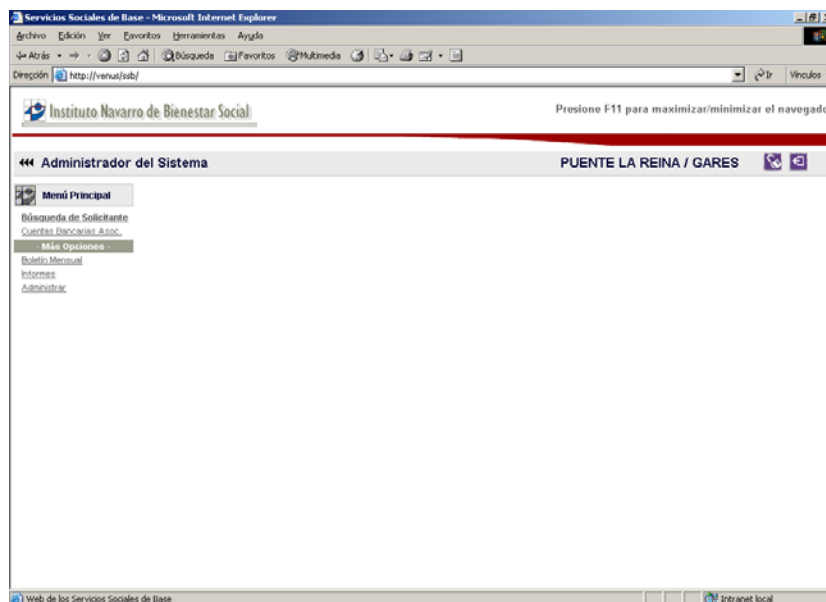 Servicios Sociales de Base - Microsoft Internet Explorer
Archivo Edición Ver Favoritos Herramientas Ayuda
Atrás Búsqueda Favoritos Multimedia
Dirección http://venus/ssb/ Ir Vínculos
Instituto Navarro de Bienestar Social Presione F11 para maximizar/minimizar el navegado
Administrador del Sistema PUENTE LA REINA / GARES
Menú Principal
Búsqueda de Solicitante
Cuentas Bancarias Asoc.
- Más Opciones -
Boletín Mensual
Informes
Administrar
Web de los Servicios Sociales de Base Intranet local